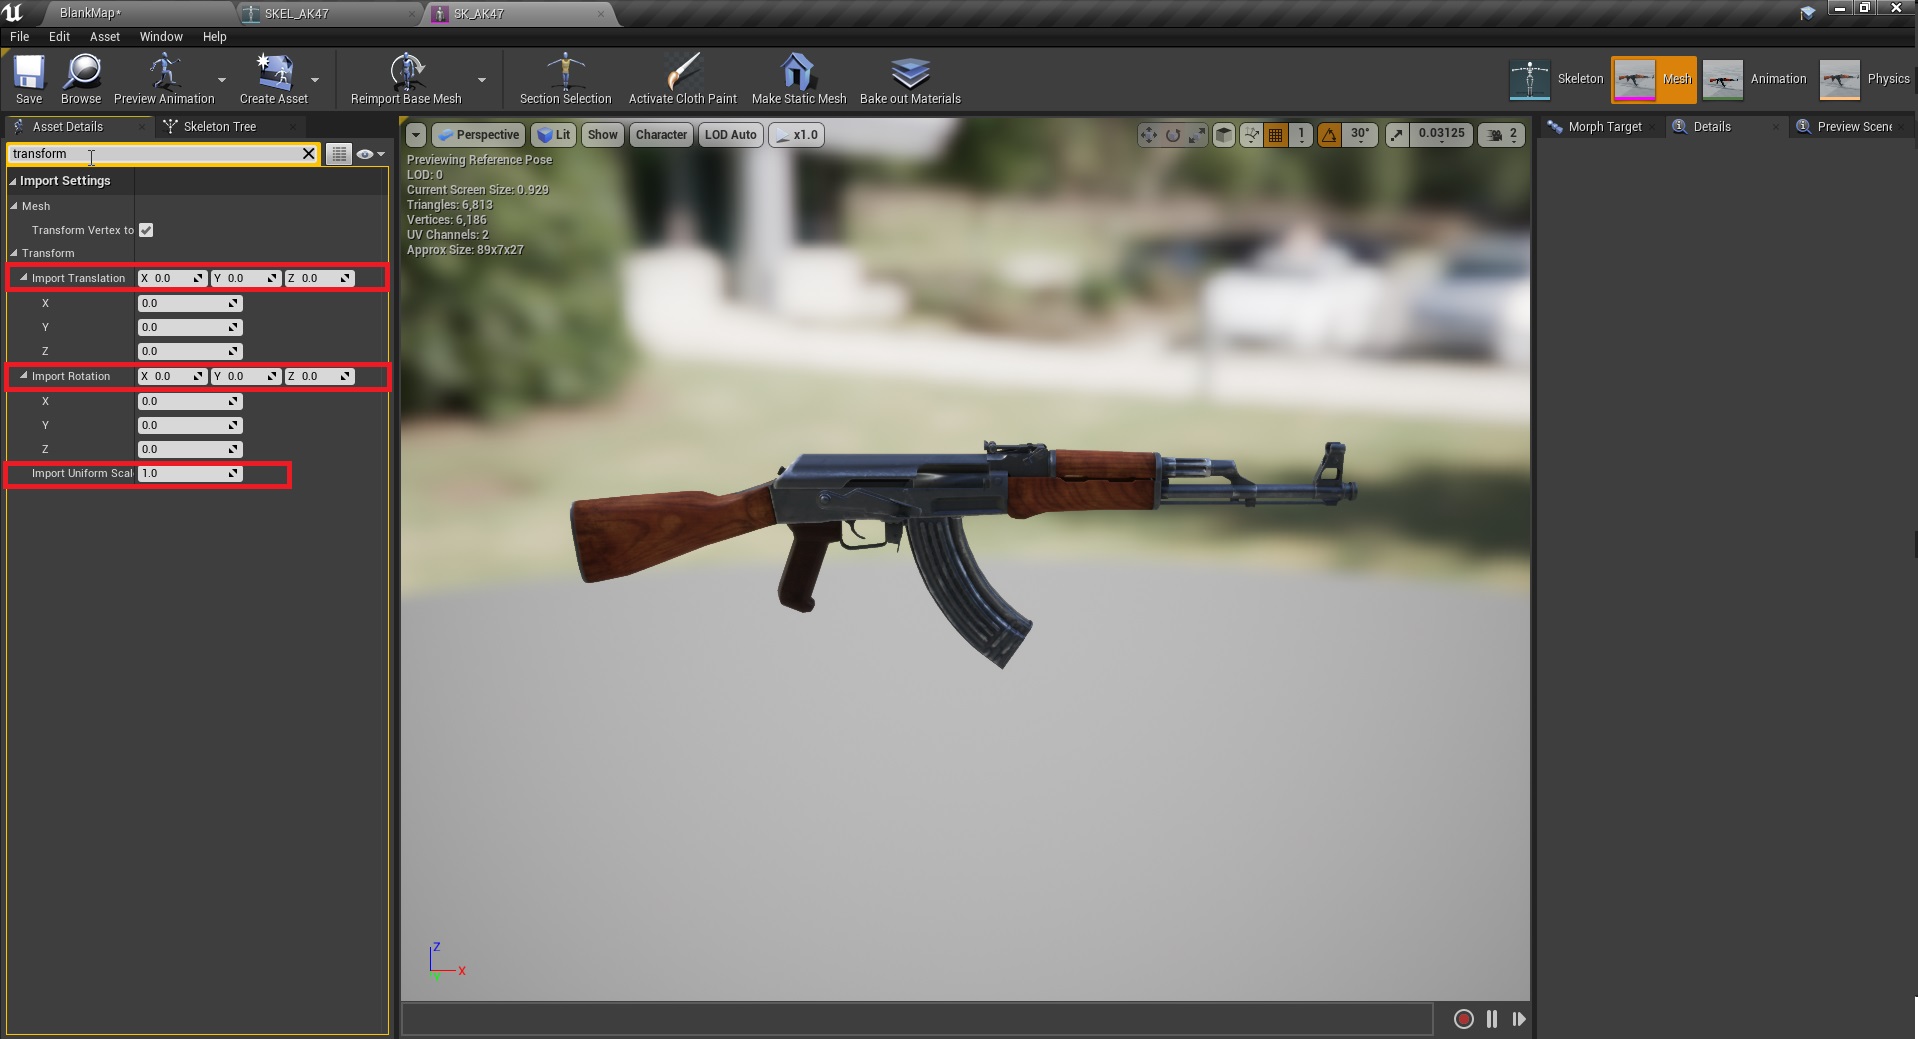 BlankMap*
SKEL_AK47
SK_AK47
File Edit Asset Window Help
Save
Browse
Preview Animation
Create Asset
Reimport Base Mesh
Section Selection
Activate Cloth Paint
Make Static Mesh
Bake out Materials
Skeleton
Mesh
Animation
Physics
Asset Details
Skeleton Tree
transform
Import Settings
Mesh
Transform Vertex to
Transform
Import Translation X 0.0 Y 0.0 Z 0.0
X 0.0
Y 0.0
Z 0.0
Import Rotation X 0.0 Y 0.0 Z 0.0
X 0.0
Y 0.0
Z 0.0
Import Uniform Scal 1.0
Perspective Lit Show Character LOD Auto x1.0
1 30° 0.03125 2
Previewing Reference Pose
LOD: 0
Current Screen Size: 0.929
Triangles: 6,813
Vertices: 6,186
UV Channels: 2
Approx Size: 89x7x27
Z
X
Morph Target
Details
Preview Scen